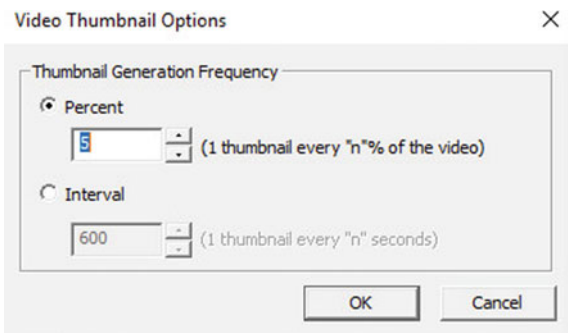 Video Thumbnail Options
Thumbnail Generation Frequency
Percent
5 (1 thumbnail every "n"% of the video)
Interval
600 (1 thumbnail every "n" seconds)
OK Cancel